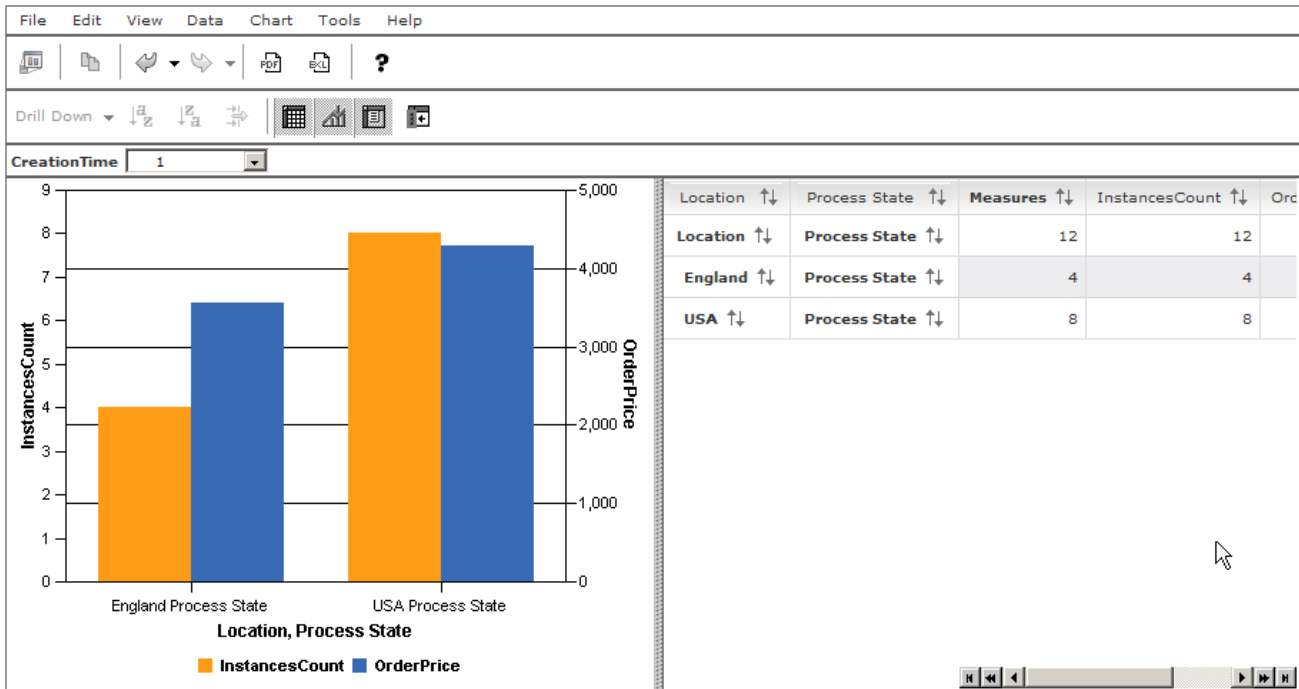 File Edit View Data Chart Tools Help
PDF EXL ?
Drill Down a z z a
CreationTime 1
9
8
7
6
5
4
3
2
1
0
InstancesCount
5,000
4,000
3,000
2,000
1,000
0
OrderPrice
England Process State USA Process State
Location, Process State
InstancesCount OrderPrice
Location Process State Measures InstancesCount Orc
Location Process State 12 12
England Process State 4 4
USA Process State 8 8